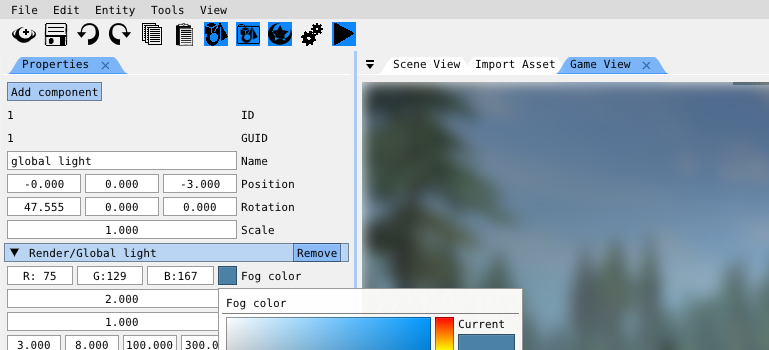 File Edit Entity Tools View
Properties
Scene View Import Asset Game View
Add component
1 ID
1 GUID
global light Name
-0.000 0.000 -3.000 Position
47.555 0.000 0.000 Rotation
1.000 Scale
Render/Global light Remove
R: 75 G:129 B:167 Fog color
2.000
1.000
3.000 8.000 100.000 300.0
Fog color
Current